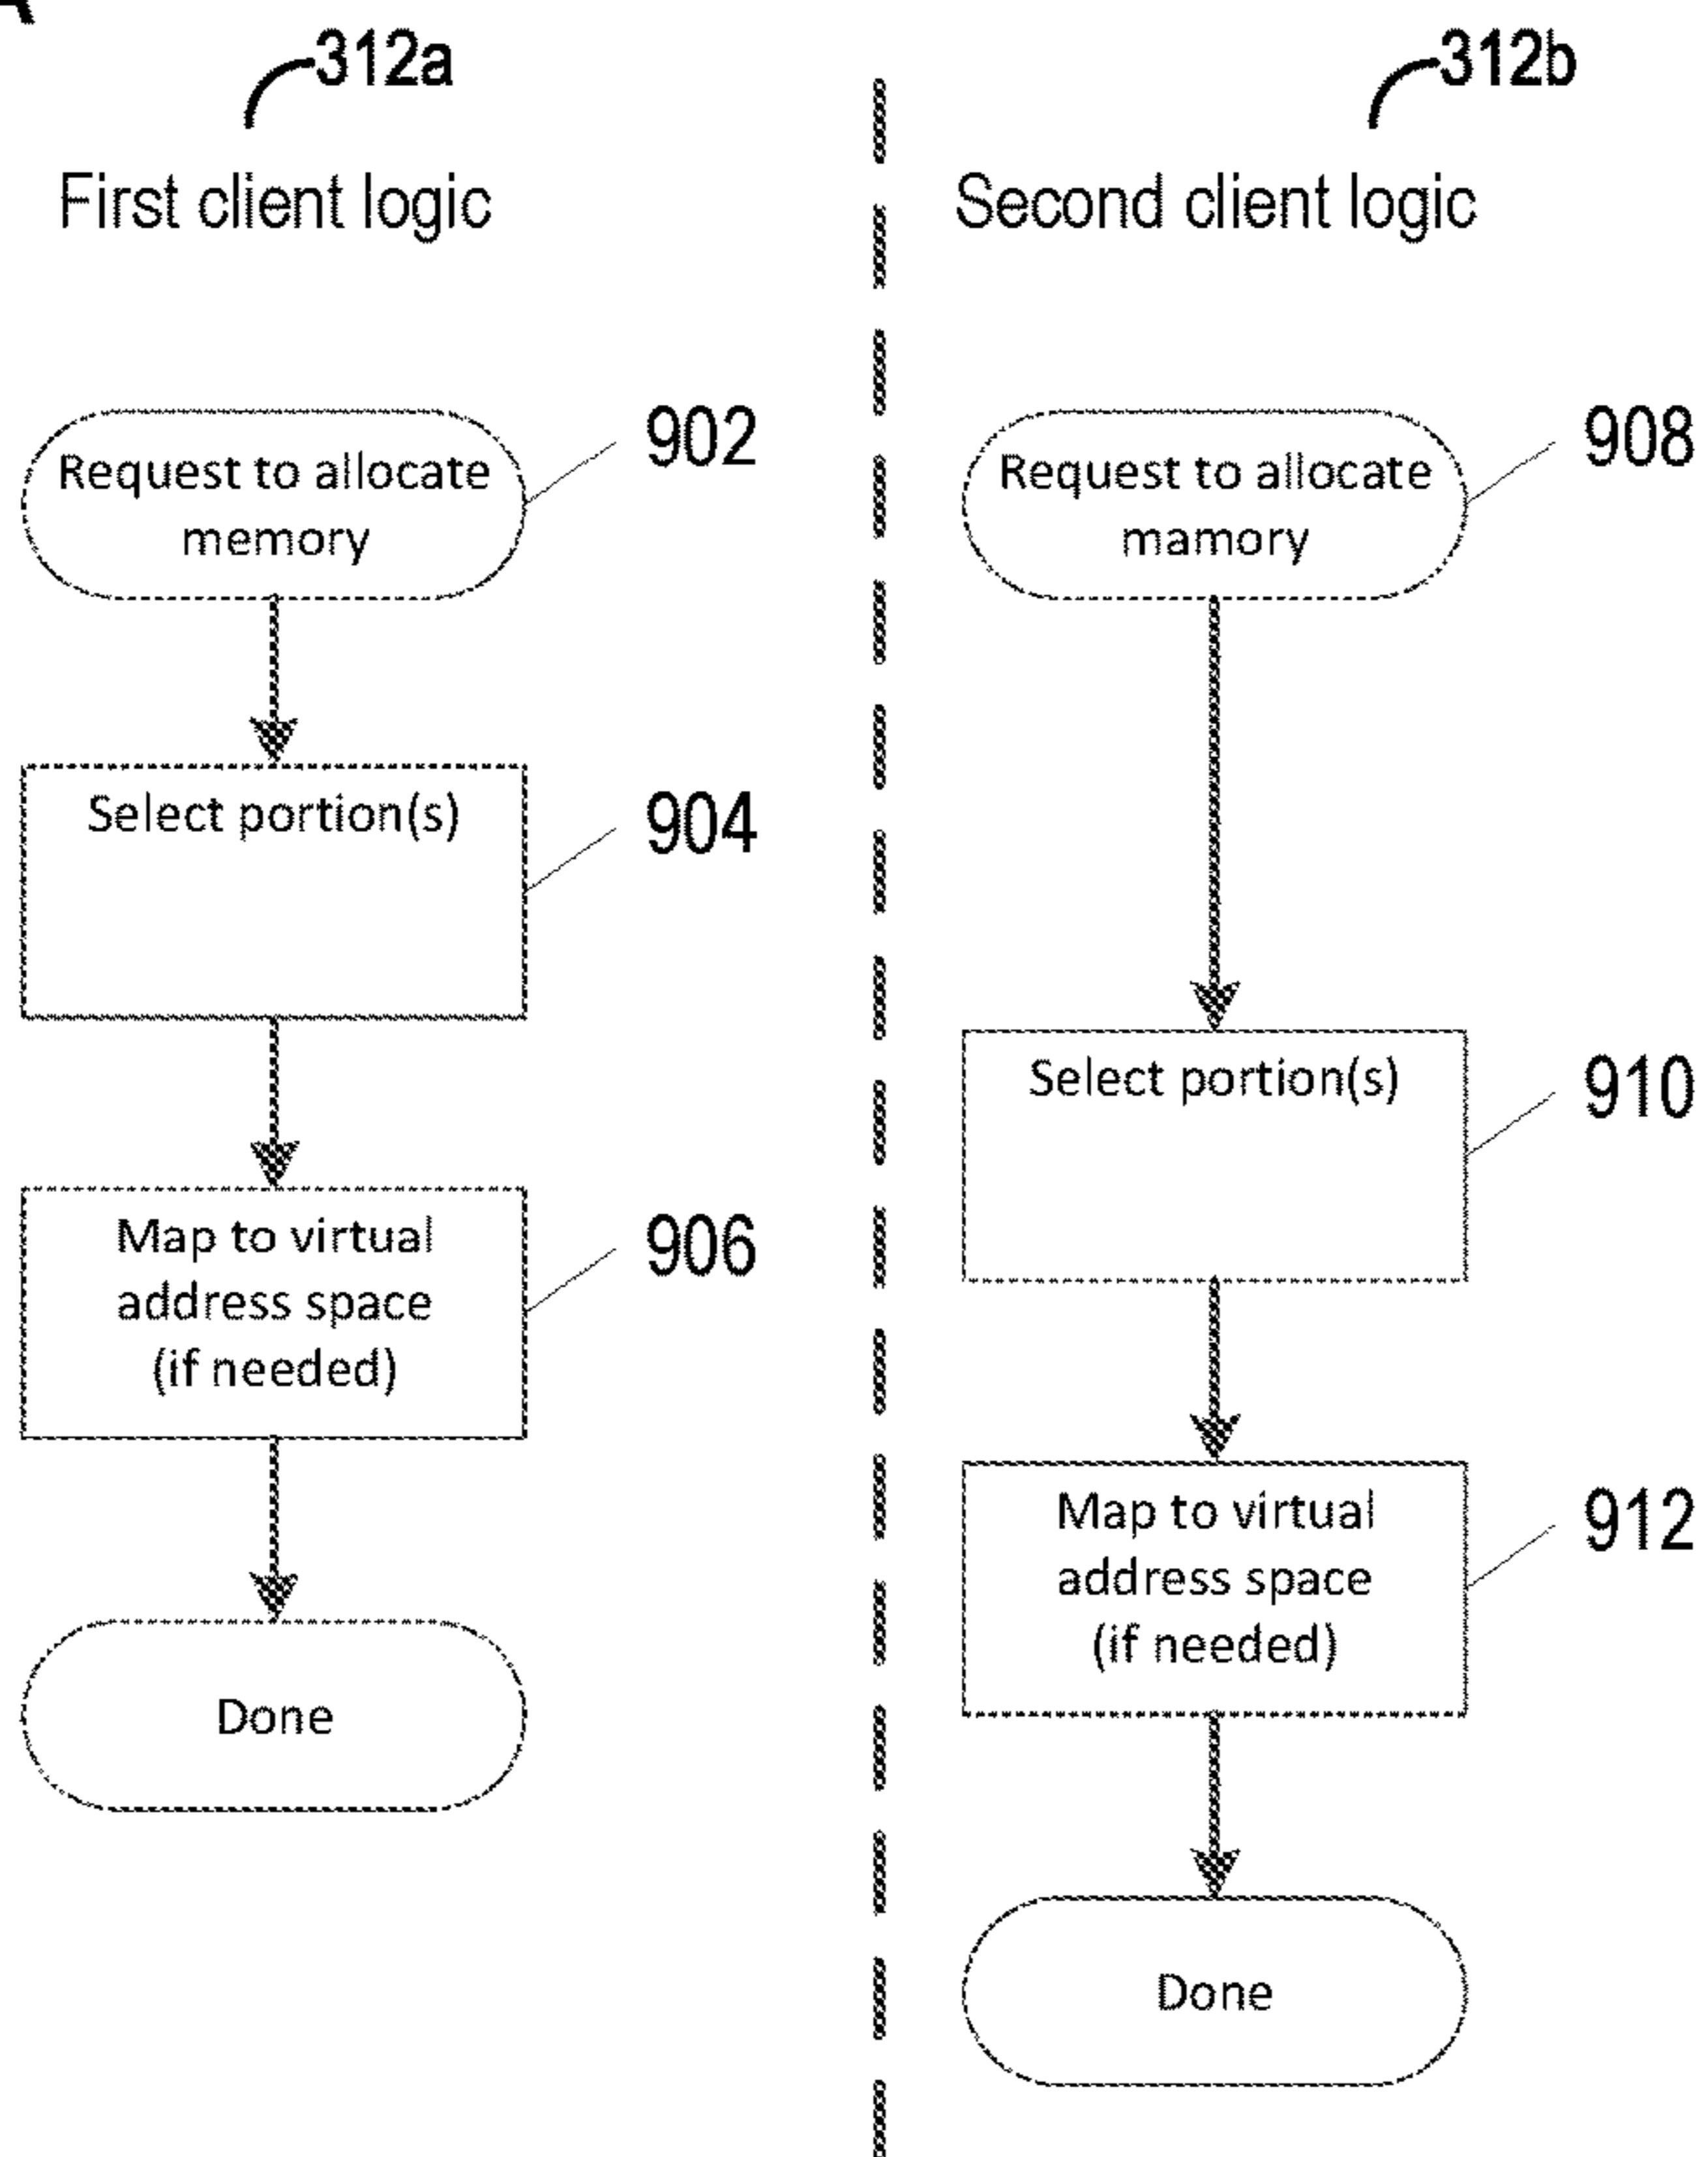 312a
First client logic
Request to allocate
memory
902
Select portion(s)
904
Map to virtual
address space
(if needed)
906
Done
312b
Second client logic
Request to allocate
mamory
908
Select portion(s)
910
Map to virtual
address space
(if needed)
912
Done